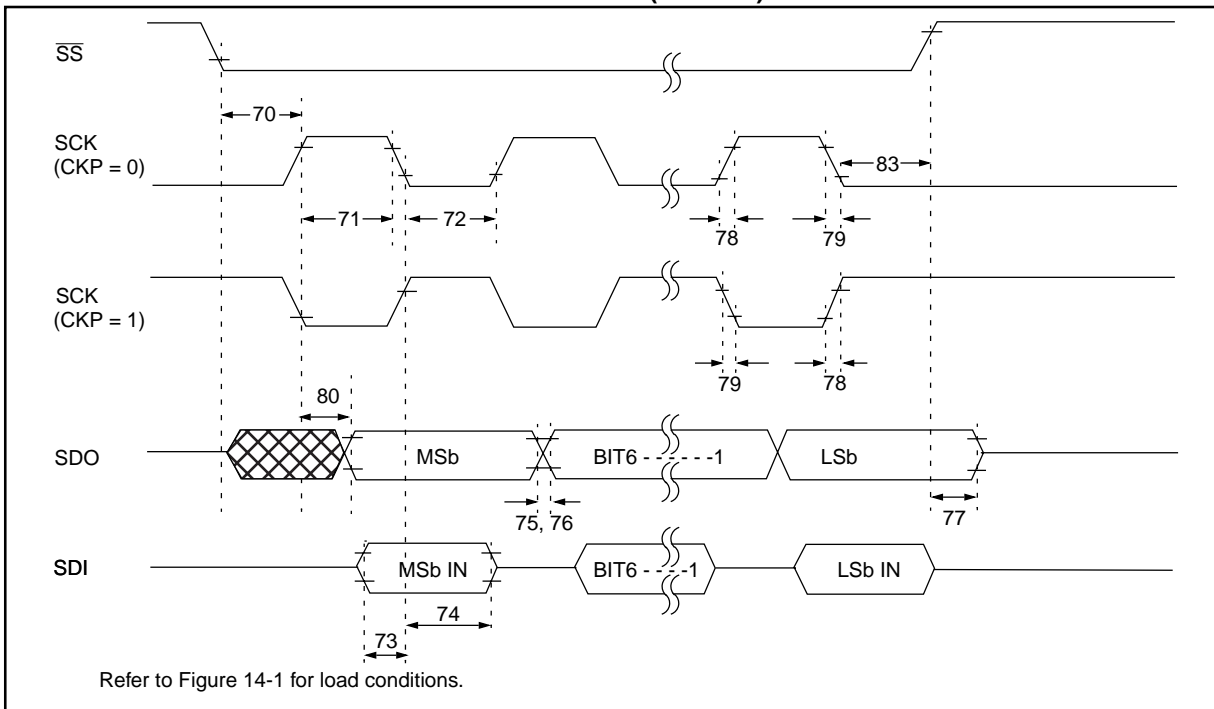 SS
70
SCK
(CKP = 0)
83
71
72
78
79
SCK
(CKP = 1)
79
78
80
SDO
MSb
BIT6 - - - - - -1
LSb
75, 76
77
SDI
MSb IN
BIT6 - - - -1
LSb IN
74
73
Refer to Figure 14-1 for load conditions.